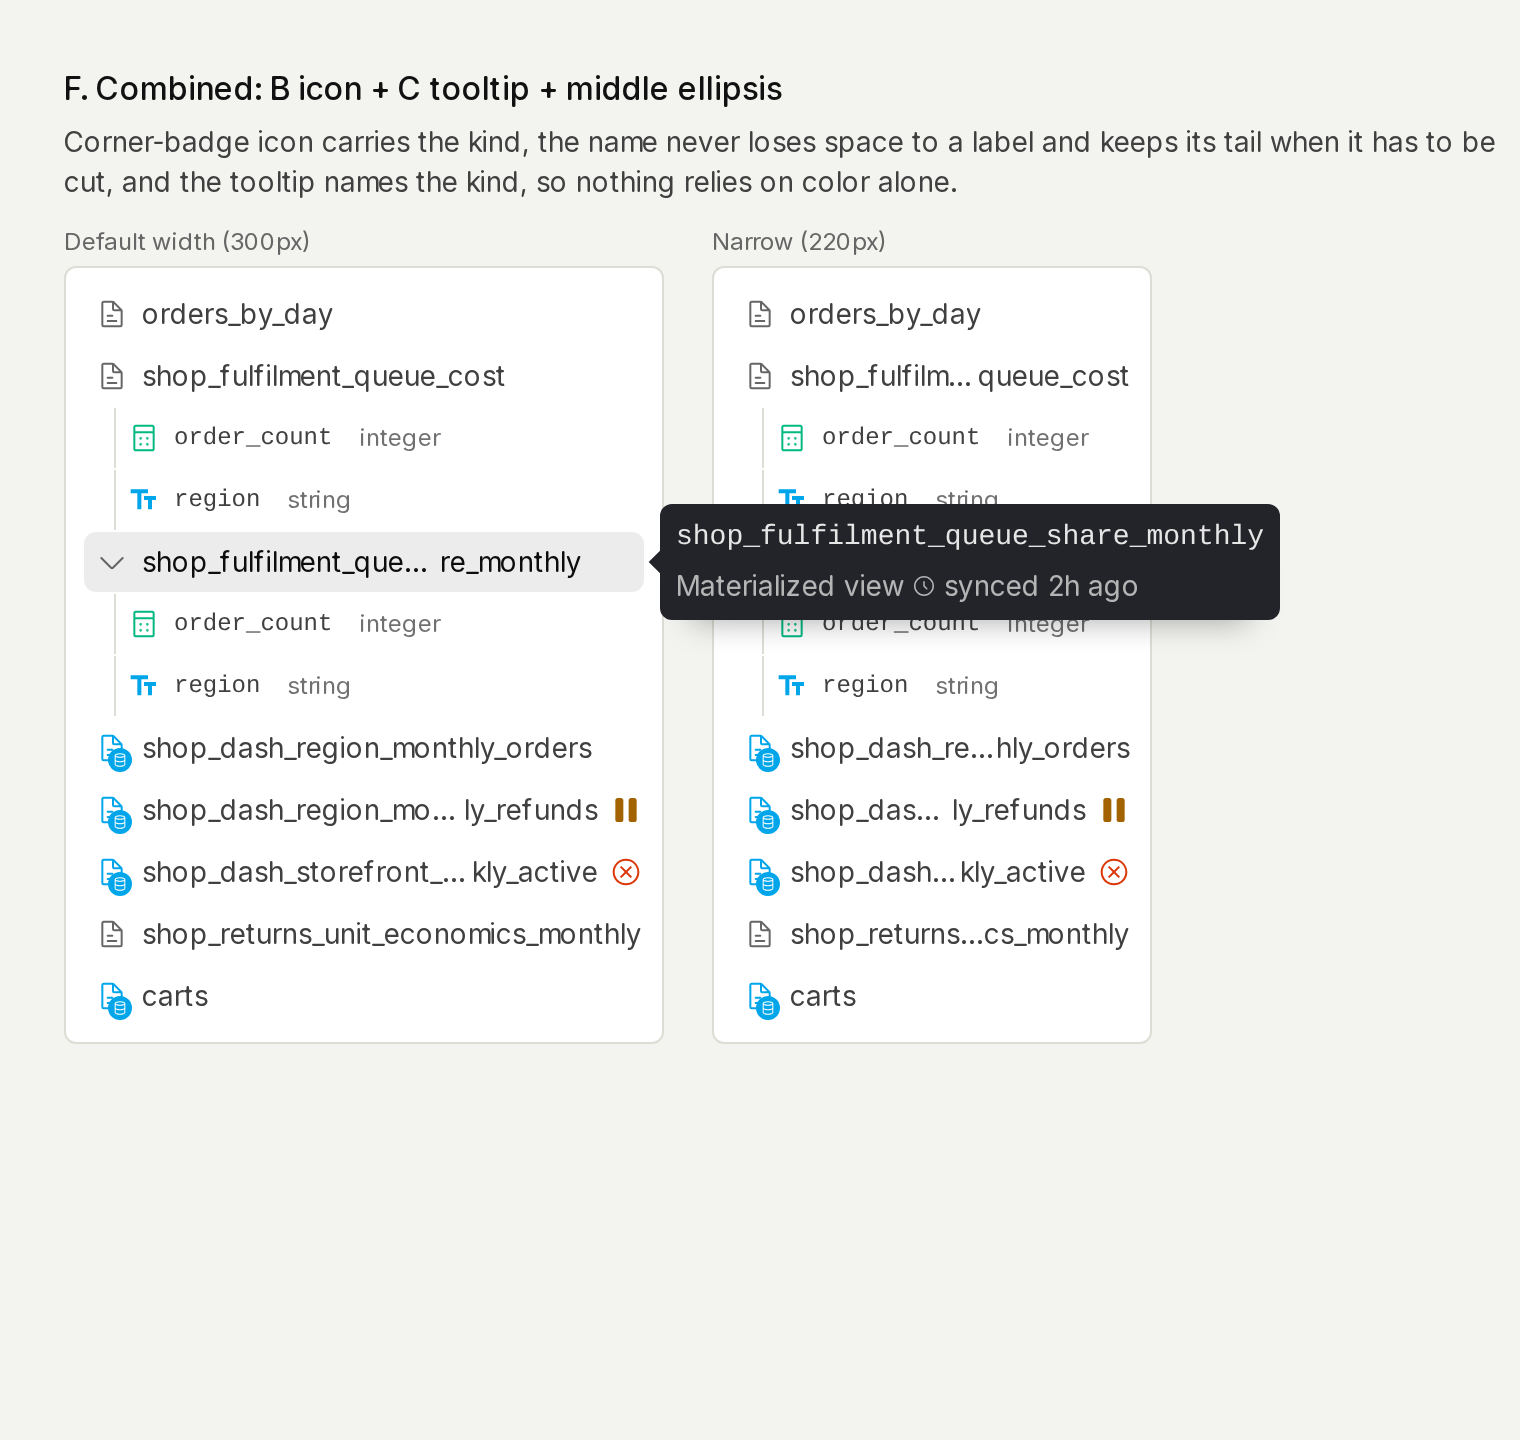 F. Combined: B icon + C tooltip + middle ellipsis
Corner-badge icon carries the kind, the name never loses space to a label and keeps its tail when it has to be
cut, and the tooltip names the kind, so nothing relies on color alone.
Default width (300px)
orders_by_day
shop_fulfilment_queue_cost
order_count integer
region string
shop_fulfilment_que... re_monthly
order_count integer
region string
shop_dash_region_monthly_orders
shop_dash_region_mo... ly_refunds
shop_dash_storefront_... kly_active
shop_returns_unit_economics_monthly
carts
Narrow (220px)
orders_by_day
shop_fulfilm... queue_cost
order_count integer
region string
shop_fulfilment_queue_share_monthly
Materialized view synced 2h ago
order_count integer
region string
shop_dash_re...hly_orders
shop_das... ly_refunds
shop_dash... kly_active
shop_returns...cs_monthly
carts